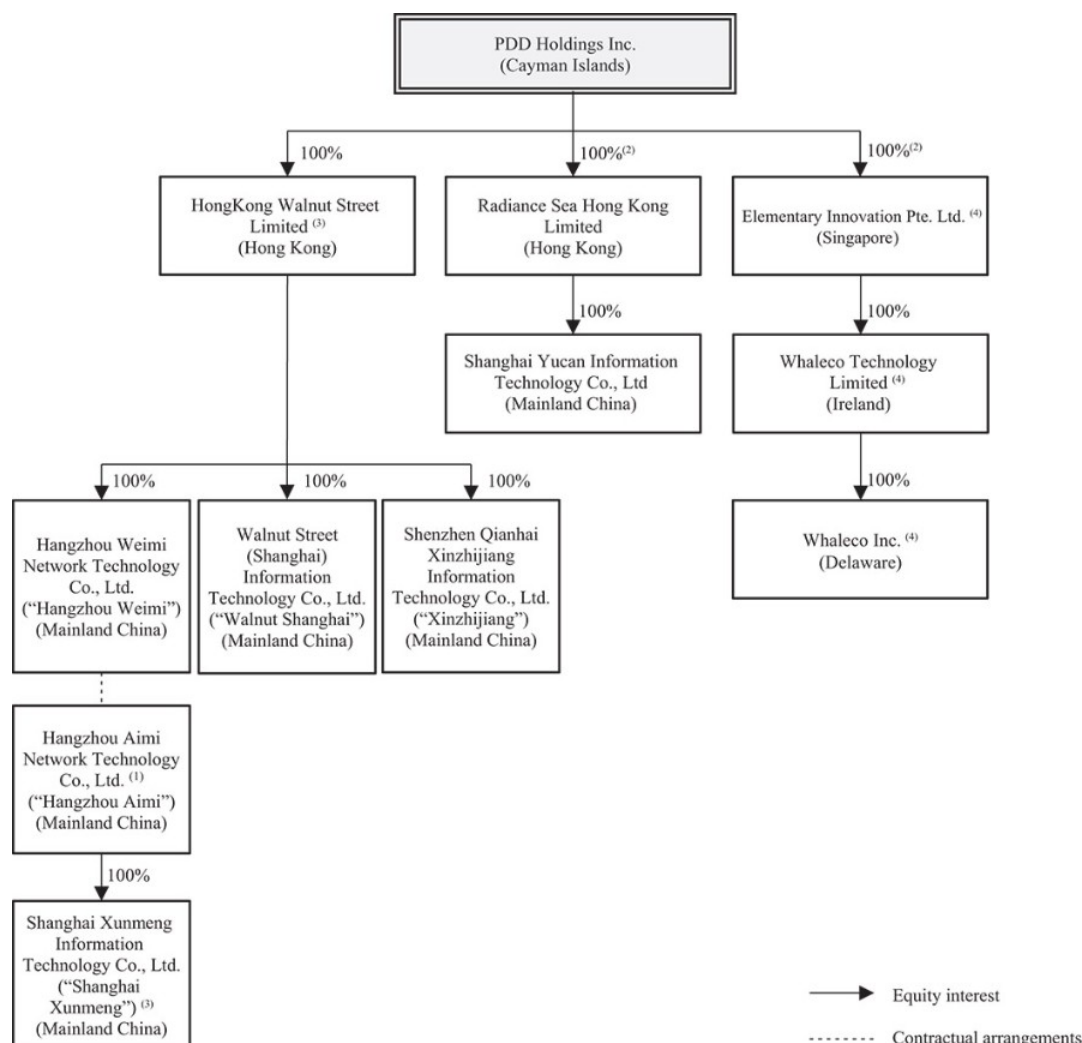 PDD Holdings Inc.
(Cayman Islands)
100%
100%(2)
100%(2)
HongKong Walnut Street
Limited (3)
(Hong Kong)
Radiance Sea Hong Kong
Limited
(Hong Kong)
Elementary Innovation Pte. Ltd. (4)
(Singapore)
100%
100%
Shanghai Yucan Information
Technology Co., Ltd
(Mainland China)
Whaleco Technology
Limited (4)
(Ireland)
100%
100%
100%
100%
Hangzhou Weimi
Network Technology
Co., Ltd.
(“Hangzhou Weimi”)
(Mainland China)
Walnut Street
(Shanghai)
Information
Technology Co., Ltd.
(“Walnut Shanghai”)
(Mainland China)
Shenzhen Qianhai
Xinzhijiang
Information
Technology Co., Ltd.
(“Xinzhijiang”)
(Mainland China)
Whaleco Inc. (4)
(Delaware)
Hangzhou Aimi
Network Technology
Co., Ltd. (1)
(“Hangzhou Aimi”)
(Mainland China)
100%
Shanghai Xunmeng
Information
Technology Co., Ltd.
(“Shanghai
Xunmeng”) (3)
(Mainland China)
Equity interest
Contractual arrangements